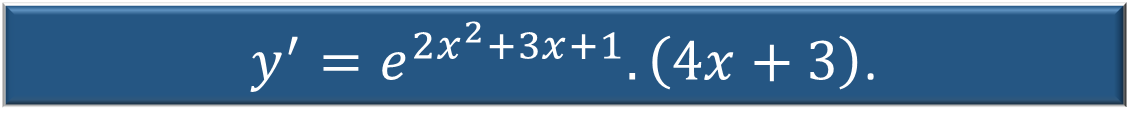 y′ = e^{2x^2+3x+1}.(4x + 3).